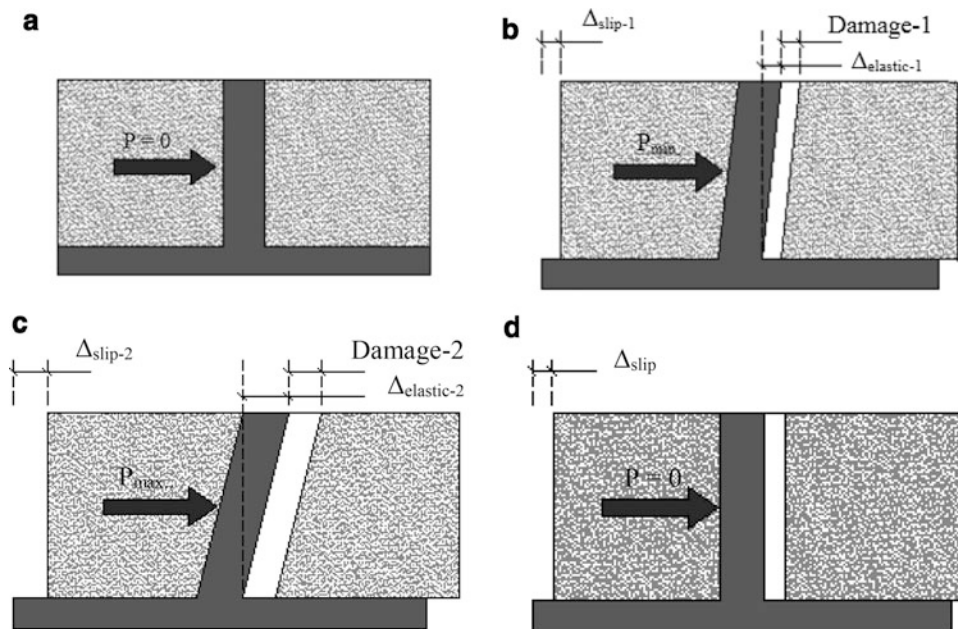 a
P = 0
b
Δslip-1
Damage-1
Δelastic-1
Pmin
c
Δslip-2
Damage-2
Δelastic-2
Pmax
d
Δslip
P = 0